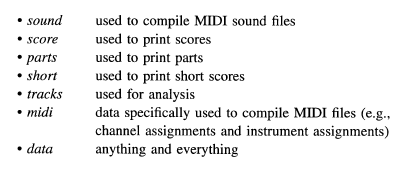 • sound used to compile MIDI sound files
• score used to print scores
• parts used to print parts
• short used to print short scores
• tracks used for analysis
• midi data specifically used to compile MIDI files (e.g.,
channel assignments and instrument assignments)
• data anything and everything